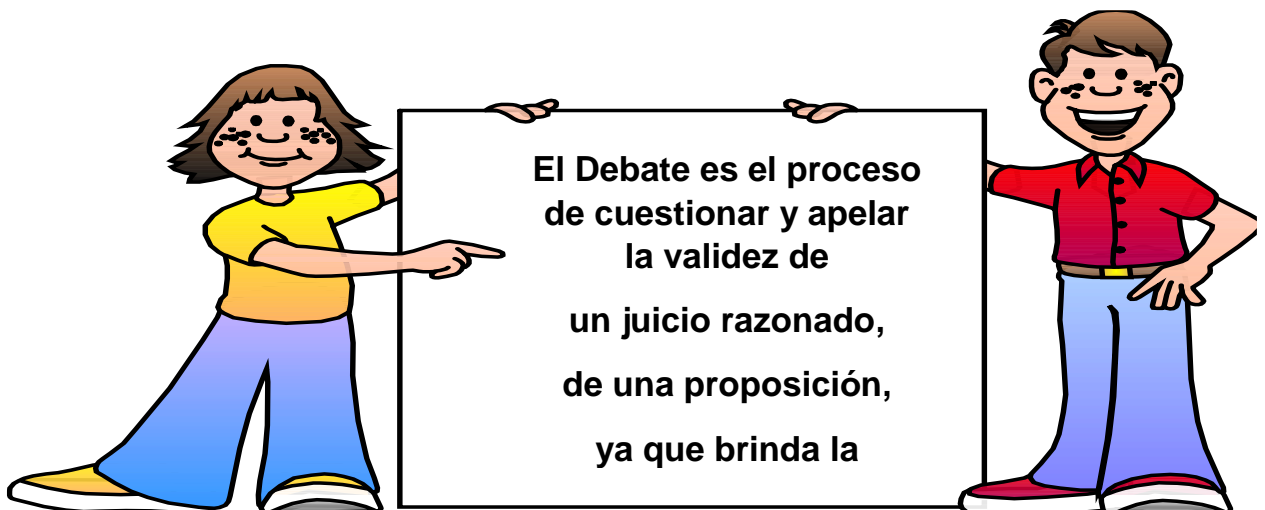 El Debate es el proceso
de cuestionar y apelar
la validez de
un juicio razonado,
de una proposición,
ya que brinda la